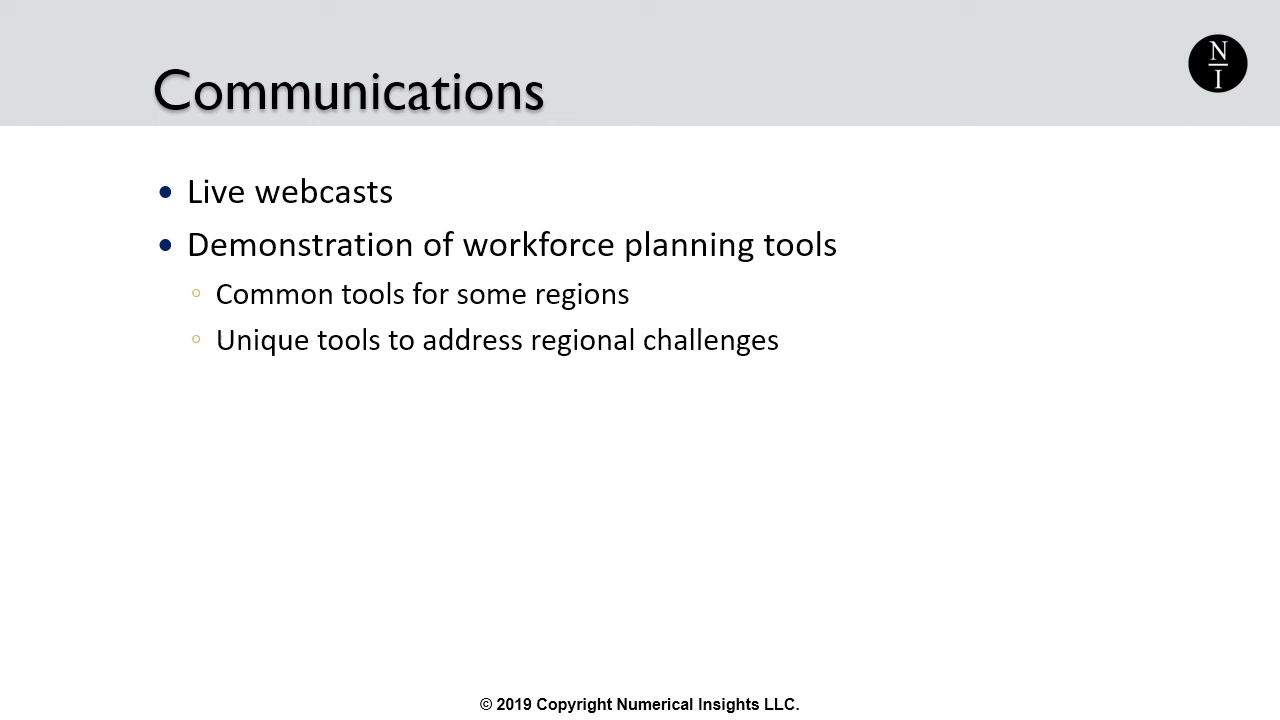 Communications
N
I
• Live webcasts
• Demonstration of workforce planning tools
◦ Common tools for some regions
◦ Unique tools to address regional challenges
© 2019 Copyright Numerical Insights LLC.